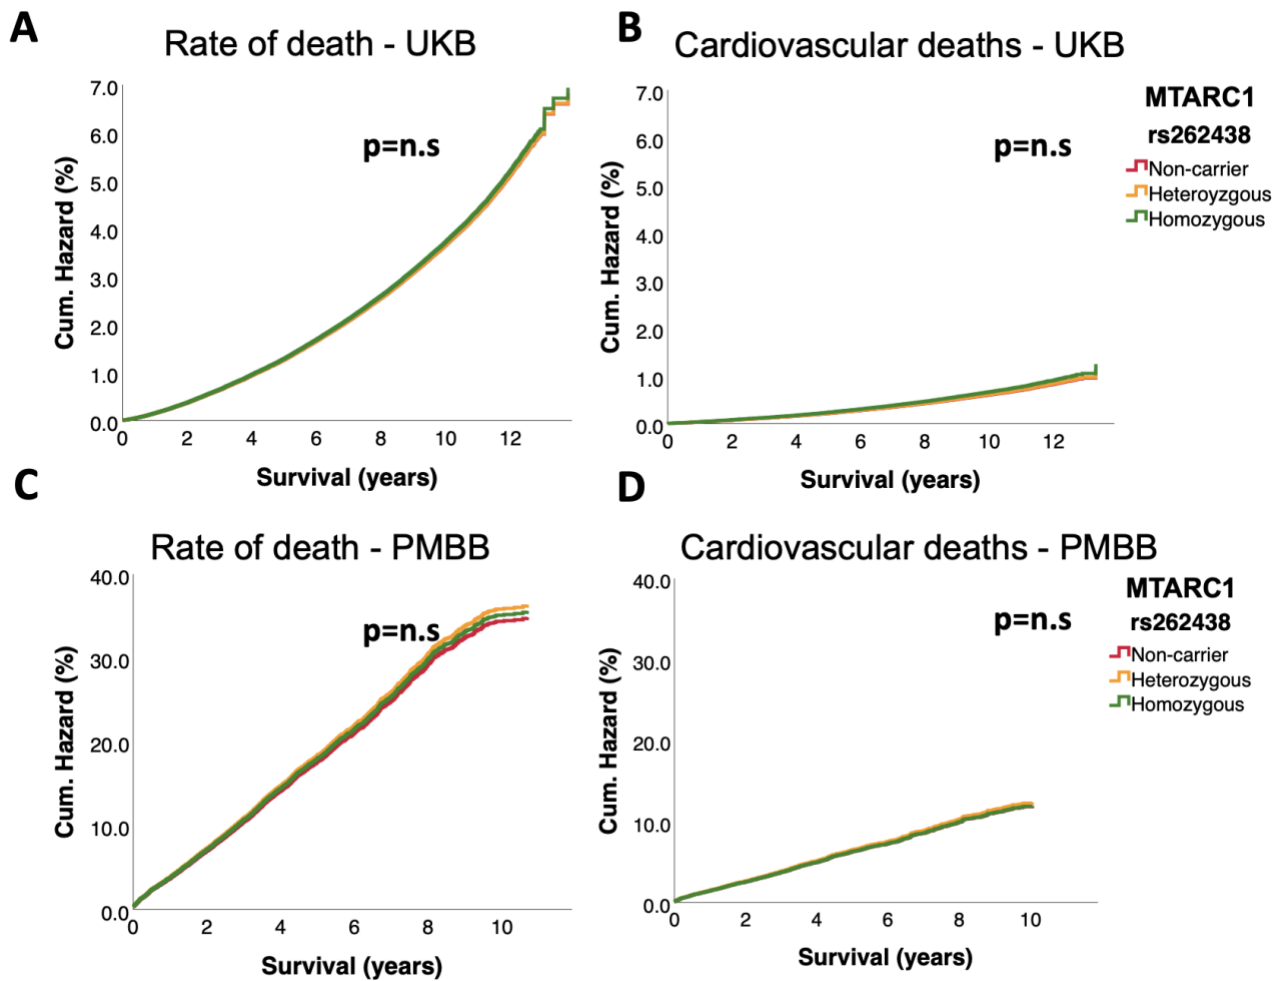 A
Rate of death - UKB
Cum. Hazard (%)
7.0
6.0
5.0
4.0
3.0
2.0
1.0
0.0
p=n.s
0 2 4 6 8 10 12
Survival (years)
B
Cardiovascular deaths - UKB
Cum. Hazard (%)
7.0
6.0
5.0
4.0
3.0
2.0
1.0
0.0
p=n.s
0 2 4 6 8 10 12
Survival (years)
MTARC1
rs262438
Non-carrier
Heteroyzgous
Homozygous
C
Rate of death - PMBB
Cum. Hazard (%)
40.0
30.0
20.0
10.0
0.0
p=n.s
0 2 4 6 8 10
Survival (years)
D
Cardiovascular deaths - PMBB
Cum. Hazard (%)
40.0
30.0
20.0
10.0
0.0
p=n.s
0 2 4 6 8 10
Survival (years)
MTARC1
rs262438
Non-carrier
Heterozygous
Homozygous